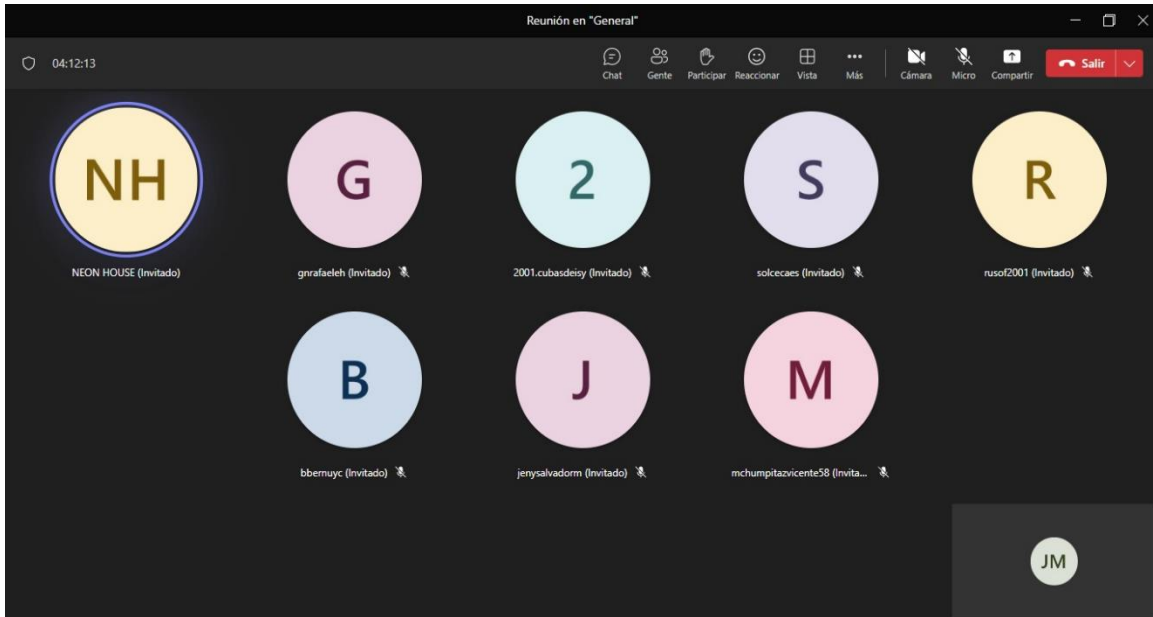 Reunión en "General"
04:12:13
Chat Gente Participar Reaccionar Vista Más Cámara Micro Compartir Salir
NH G 2 S R
NEON HOUSE (Invitado) gnrafaeleh (Invitado) 2001.cubasdeisy (Invitado) solcecaes (Invitado) rusof2001 (Invitado)
B J M
bbernuyc (Invitado) jenysalvadorm (Invitado) mchumpitazvicente58 (Invita...
JM